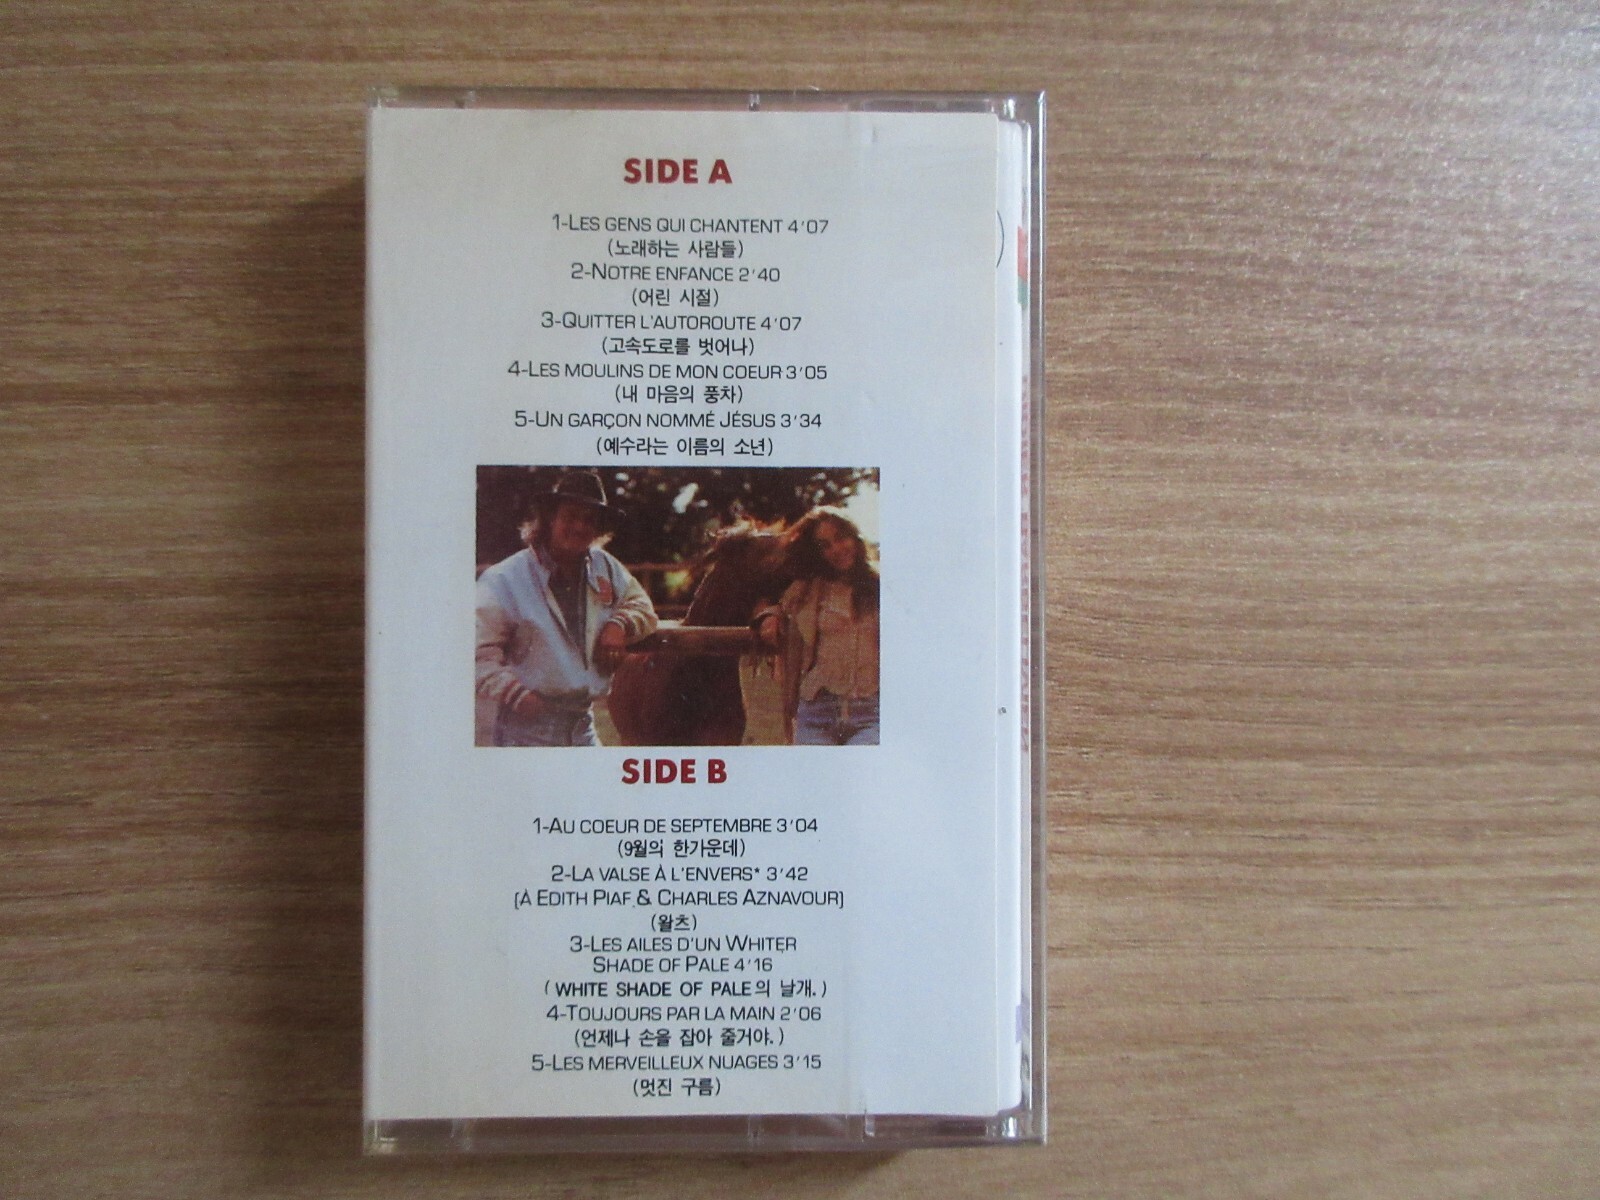 SIDE A
1-LES GENS QUI CHANTENT 4'07
(노래하는 사람들)
2-NOTRE ENFANCE 2'40
(어린 시절)
3-QUITTER L'AUTOROUTE 4'07
(고속도로를 벗어나)
4-LES MOULINS DE MON COEUR 3'05
(내 마음의 풍차)
5-UN GARÇON NOMMÉ JÉSUS 3'34
(예수라는 이름의 소년)
SIDE B
1-AU COEUR DE SEPTEMBRE 3'04
(9월의 한가운데)
2-LA VALSE À L'ENVERS* 3'42
(À EDITH PIAF & CHARLES AZNAVOUR)
(왈츠)
3-LES AILES D'UN WHITER
SHADE OF PALE 4'16
( WHITE SHADE OF PALE의 날개.)
4-TOUJOURS PAR LA MAIN 2'06
(언제나 손을 잡아 줄거야.)
5-LES MERVEILLEUX NUAGES 3'15
(멋진 구름)